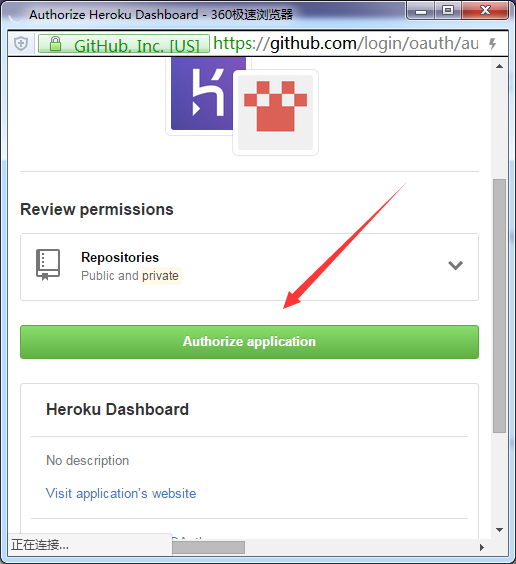 Authorize Heroku Dashboard - 360极速浏览器
GitHub, Inc. [US] https://github.com/login/oauth/au
Review permissions
Repositories
Public and private
Authorize application
Heroku Dashboard
No description
Visit application's website
正在连接...